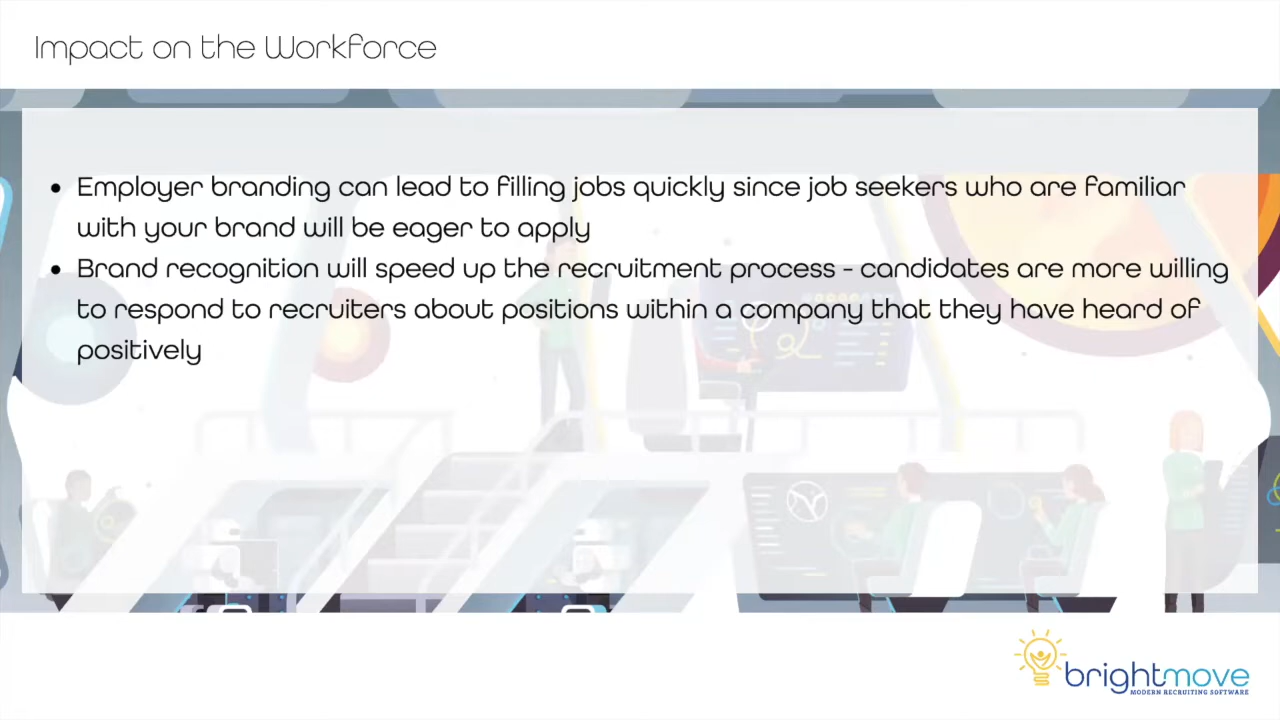 Impact on the Workforce
• Employer branding can lead to filling jobs quickly since job seekers who are familiar
with your brand will be eager to apply
• Brand recognition will speed up the recruitment process - candidates are more willing
to respond to recruiters about positions within a company that they have heard of
positively
brightmove
MODERN RECRUITING SOFTWARE